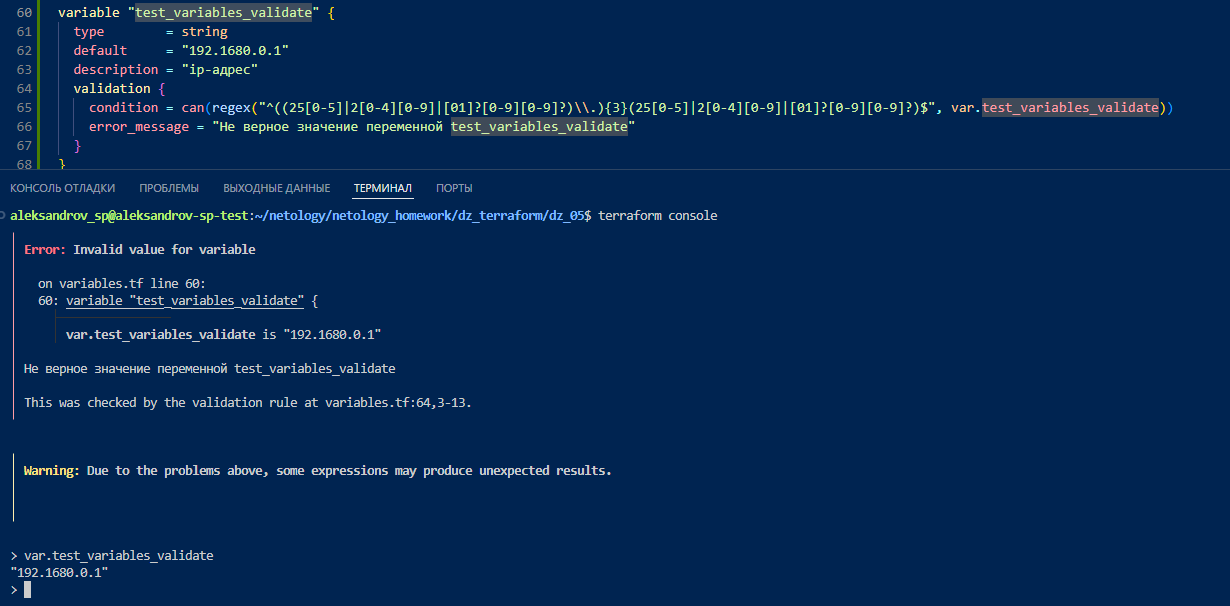 60 variable "test_variables_validate" {
61 type = string
62 default = "192.1680.0.1"
63 description = "ip-адрес"
64 validation {
65 condition = can(regex("^((25[0-5]|2[0-4][0-9]|[01]?[0-9][0-9]?)\\.){3}(25[0-5]|2[0-4][0-9]|[01]?[0-9][0-9]?)$", var.test_variables_validate))
66 error_message = "Не верное значение переменной test_variables_validate"
67 }
68 }
КОНСОЛЬ ОТЛАДКИ ПРОБЛЕМЫ ВЫХОДНЫЕ ДАННЫЕ ТЕРМИНАЛ ПОРТЫ
aleksandrov_sp@aleksandrov-sp-test:~/netology/netology_homework/dz_terraform/dz_05$ terraform console
Error: Invalid value for variable
on variables.tf line 60:
60: variable "test_variables_validate" {
var.test_variables_validate is "192.1680.0.1"
Не верное значение переменной test_variables_validate
This was checked by the validation rule at variables.tf:64,3-13.
Warning: Due to the problems above, some expressions may produce unexpected results.
> var.test_variables_validate
"192.1680.0.1"
>